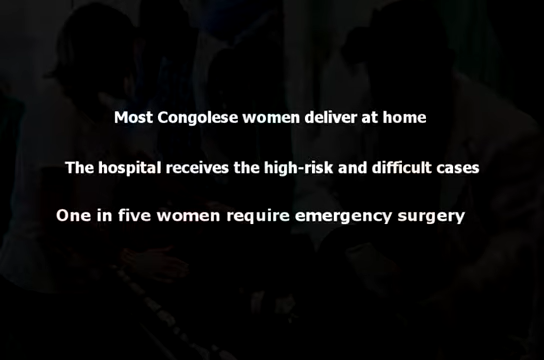 Most Congolese women deliver at home
The hospital receives the high-risk and difficult cases
One in five women require emergency surgery